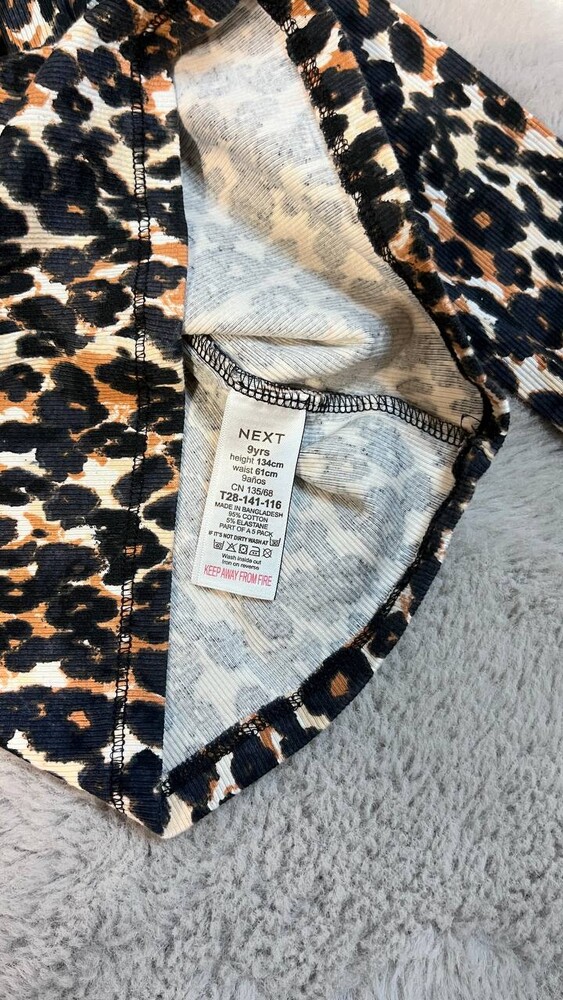 NEXT
9yrs
height 134cm
waist 61cm
9años
CN 135/68
T28-141-116
MADE IN BANGLADESH
95% COTTON
5% ELASTANE
PART OF A 5 PACK
IF IT'S NOT DIRTY WASH AT
Wash inside out
Iron on reverse
KEEP AWAY FROM FIRE